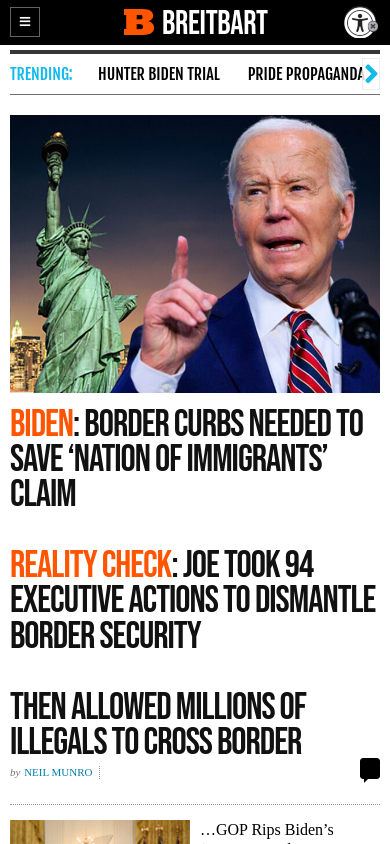 BREITBART
TRENDING:
HUNTER BIDEN TRIAL
PRIDE PROPAGANDA
BIDEN: BORDER CURBS NEEDED TO
SAVE ‘NATION OF IMMIGRANTS’
CLAIM
REALITY CHECK: JOE TOOK 94
EXECUTIVE ACTIONS TO DISMANTLE
BORDER SECURITY
THEN ALLOWED MILLIONS OF
ILLEGALS TO CROSS BORDER
by NEIL MUNRO
…GOP Rips Biden’s